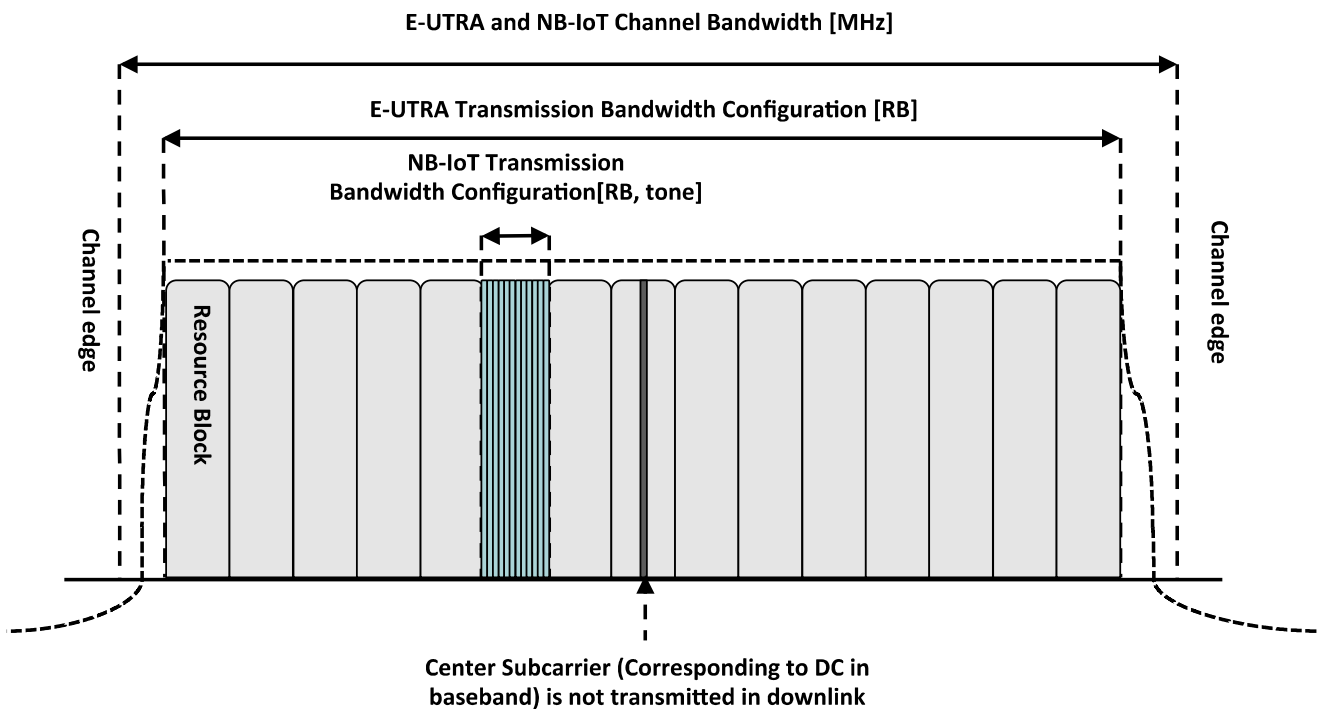 E-UTRA and NB-IoT Channel Bandwidth [MHz]
E-UTRA Transmission Bandwidth Configuration [RB]
NB-IoT Transmission
Bandwidth Configuration[RB, tone]
Channel edge
Resource Block
Channel edge
Center Subcarrier (Corresponding to DC in
baseband) is not transmitted in downlink